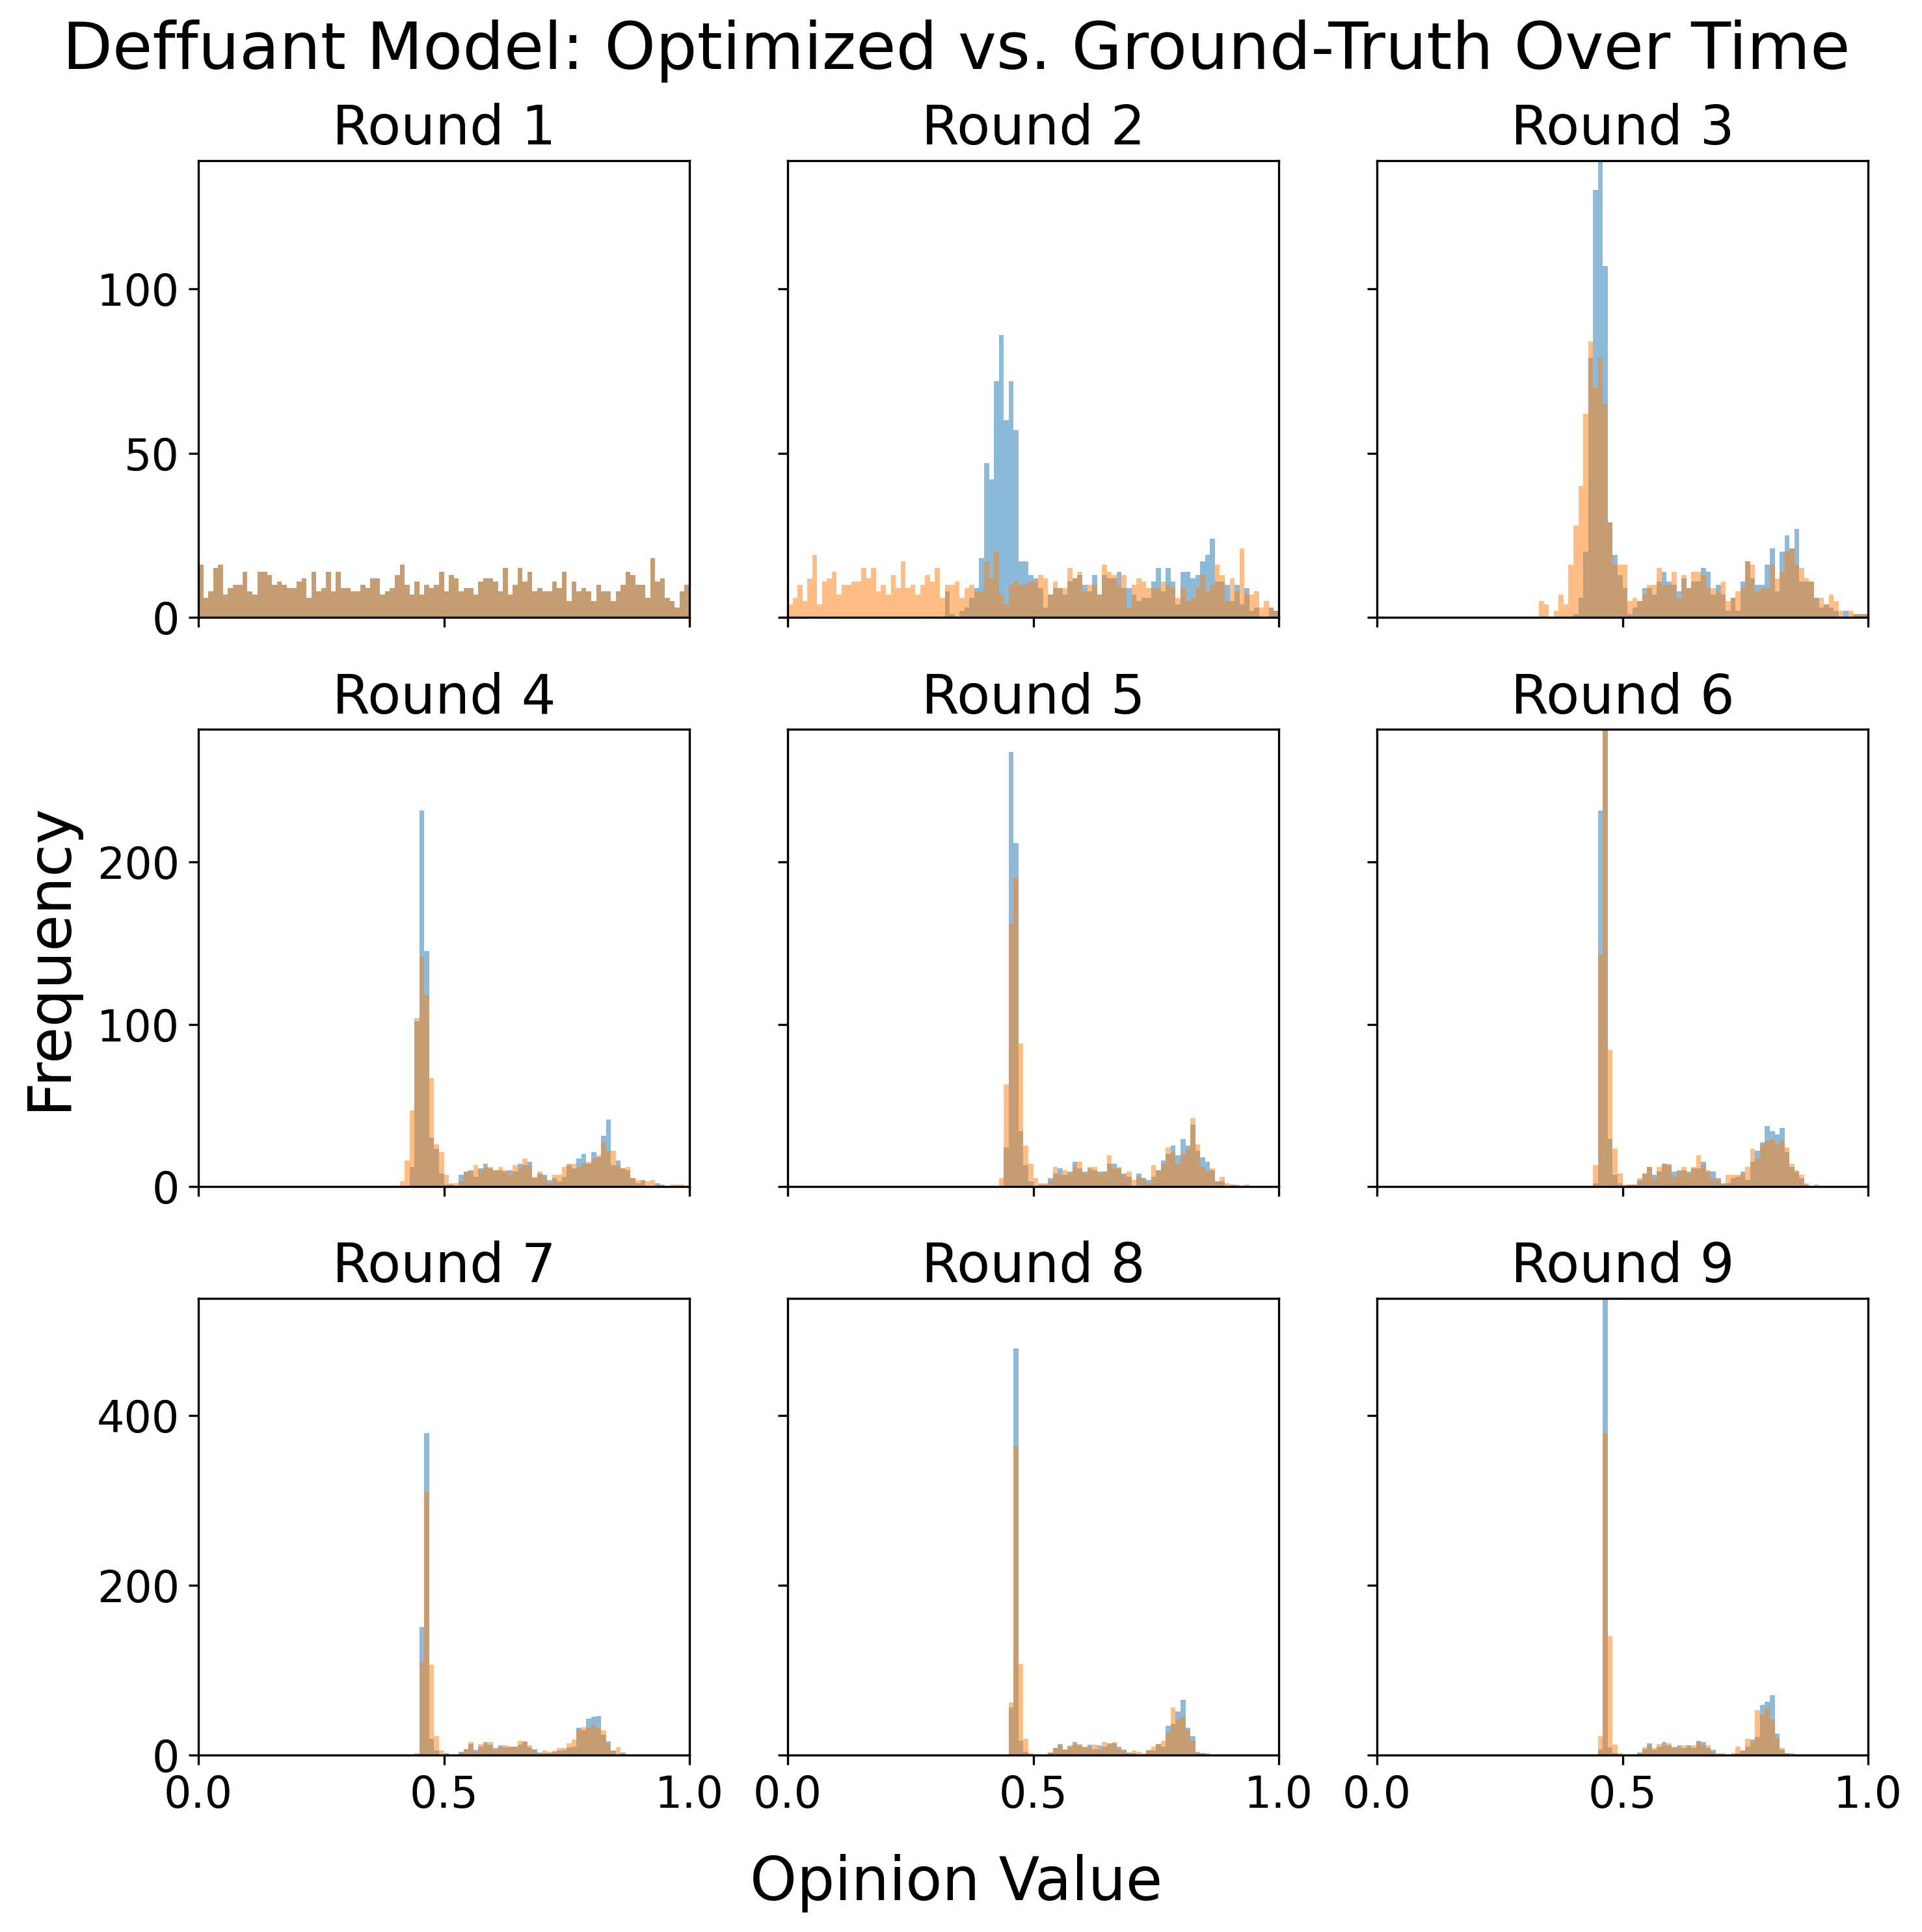 Deffuant Model: Optimized vs. Ground-Truth Over Time
Round 1
Round 2
Round 3
100
50
0
Round 4
Round 5
Round 6
200
100
0
Frequency
Round 7
Round 8
Round 9
400
200
0
0.0 0.5 1.0 0.0 0.5 1.0 0.0 0.5 1.0
Opinion Value